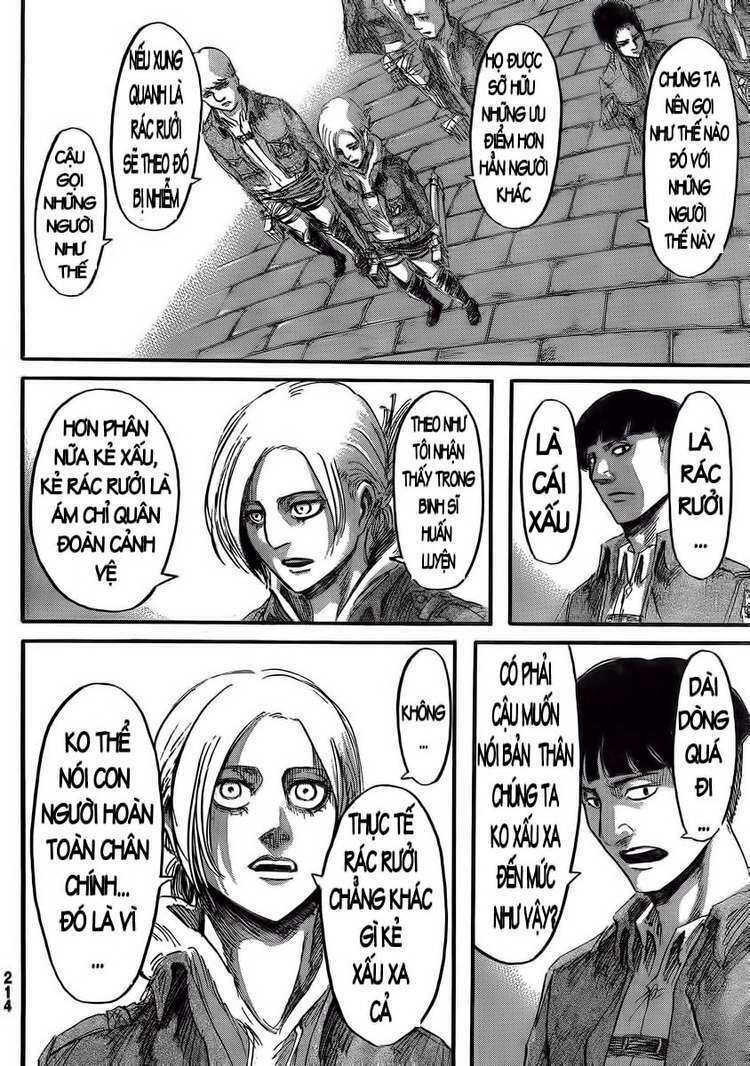 CHÚNG TA
NÊN GỌI
NHƯ THẾ NÀO
ĐÓ VỚI
NHỮNG
NGƯỜI
THẾ NÀY
HỌ ĐƯỢC
SỞ HỮU
NHỮNG ƯU
ĐIỂM HƠN
HẲN NGƯỜI
KHÁC
NẾU XUNG
QUANH LÀ
RÁC RƯỞI
SẼ THEO ĐÓ
BỊ NHIỄM
CẬU
GỌI
NHỮNG
NGƯỜI
NHƯ
THẾ
LÀ
RÁC
RƯỞI
...
LÀ
CÁI
XẤU
THEO NHƯ
TÔI NHẬN
THẤY TRONG
BINH SĨ
HUẤN
LUYỆN
HƠN PHÂN
NỮA KẺ XẤU,
KẺ RÁC RƯỞI LÀ
ÁM CHỈ QUÂN
ĐOÀN CẢNH
VỆ
DÀI
DÒNG
QUÁ
ĐI
...
CÓ PHẢI
CẬU MUỐN
NÓI BẢN THÂN
CHÚNG TA
KO XẤU XA
ĐẾN MỨC
NHƯ VẬY?
KHÔNG
...
THỰC TẾ
RÁC RƯỞI
CHẲNG KHÁC
GÌ KẺ
XẤU XA
CẢ
KO THỂ
NÓI CON
NGƯỜI HOÀN
TOÀN CHÂN
CHÍNH...
ĐÓ LÀ VÌ
...
214